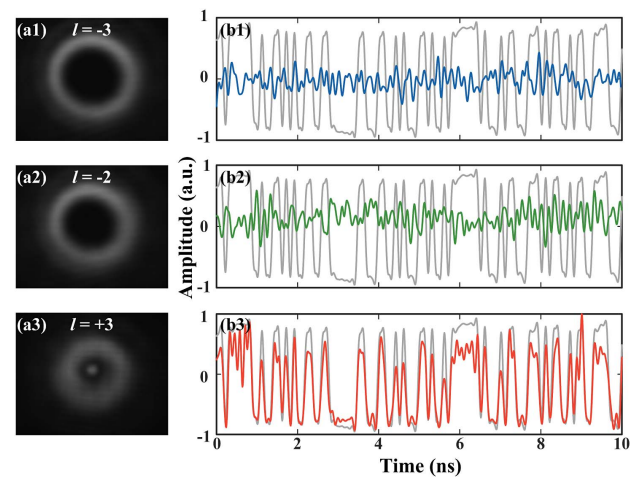 (a1) l = -3
(b1)
1
0
-1
(a2) l = -2
(b2)
1
0
-1
Amplitude (a.u.)
(a3) l = +3
(b3)
1
0
-1
0 2 4 6 8 10
Time (ns)